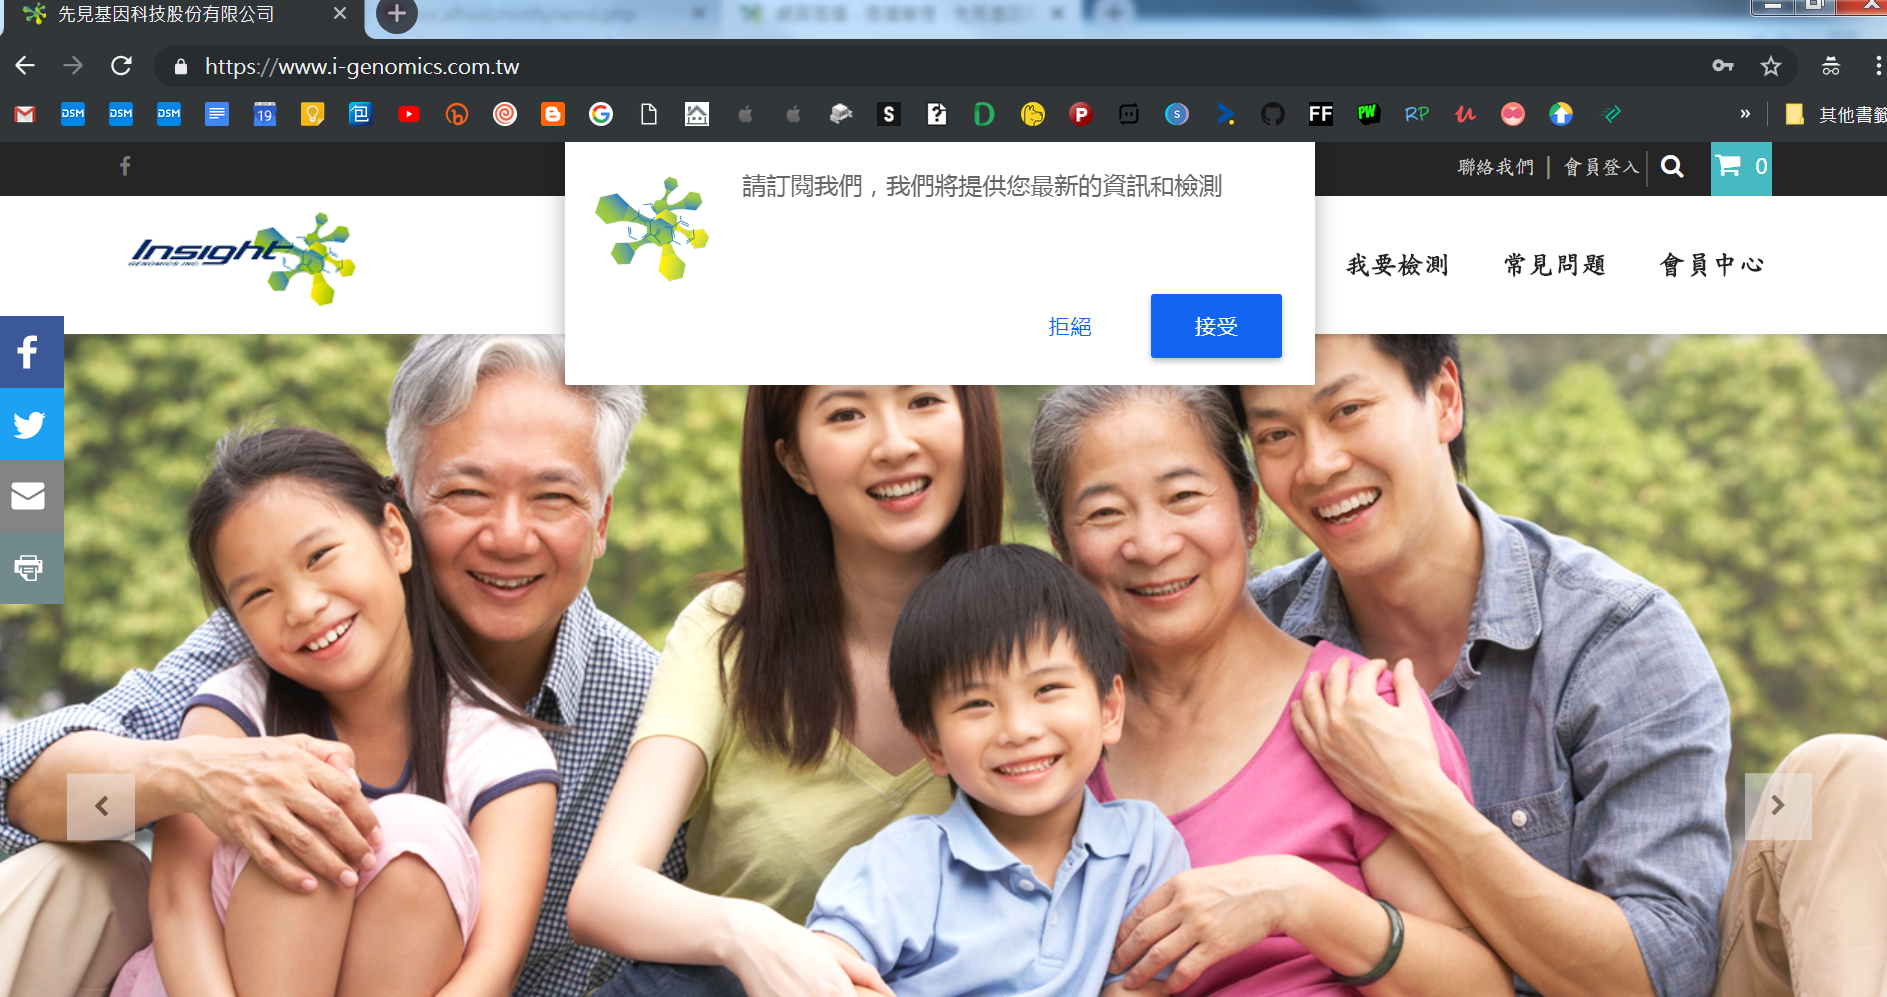 先見基因科技股份有限公司
https://www.i-genomics.com.tw
DSM
DSM
DSM
19
S
D
P
S
FF
PW
RP
»
其他書籤
聯絡我們 | 會員登入
0
請訂閱我們，我們將提供您最新的資訊和檢測
拒絕
接受
Insight
GENOMICS INC.
我要檢測
常見問題
會員中心